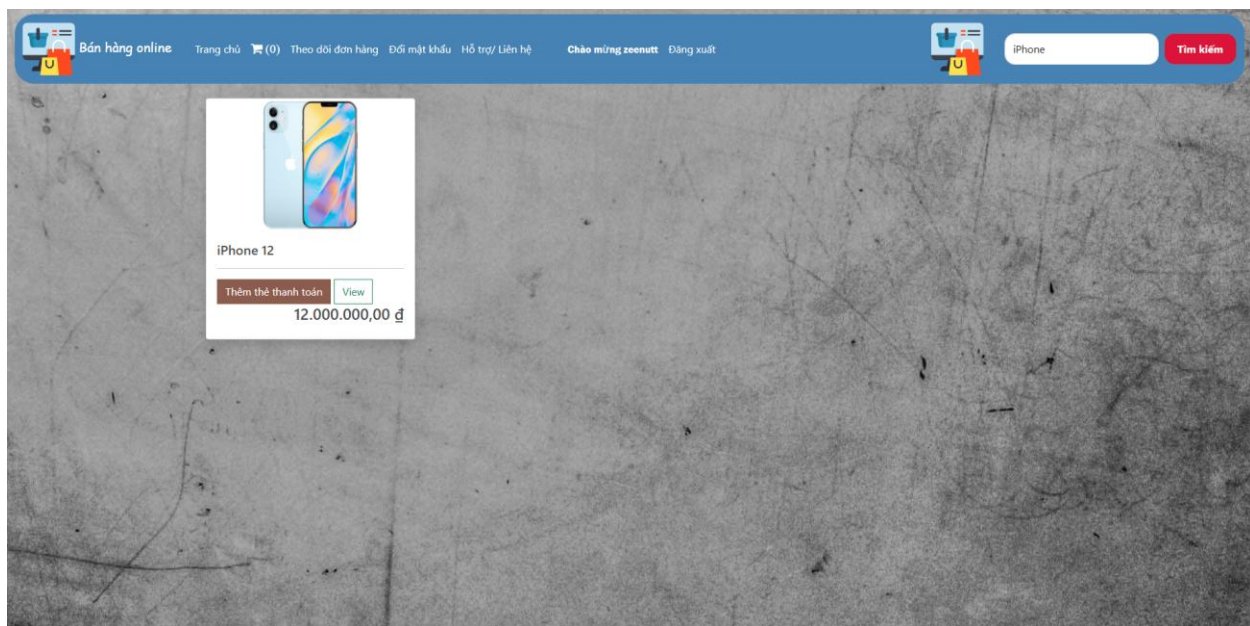 Bán hàng online Trang chủ (0) Theo dõi đơn hàng Đổi mật khẩu Hỗ trợ/ Liên hệ Chào mừng zeenutt Đăng xuất iPhone Tìm kiếm
iPhone 12
Thêm thẻ thanh toán View
12.000.000,00 ₫